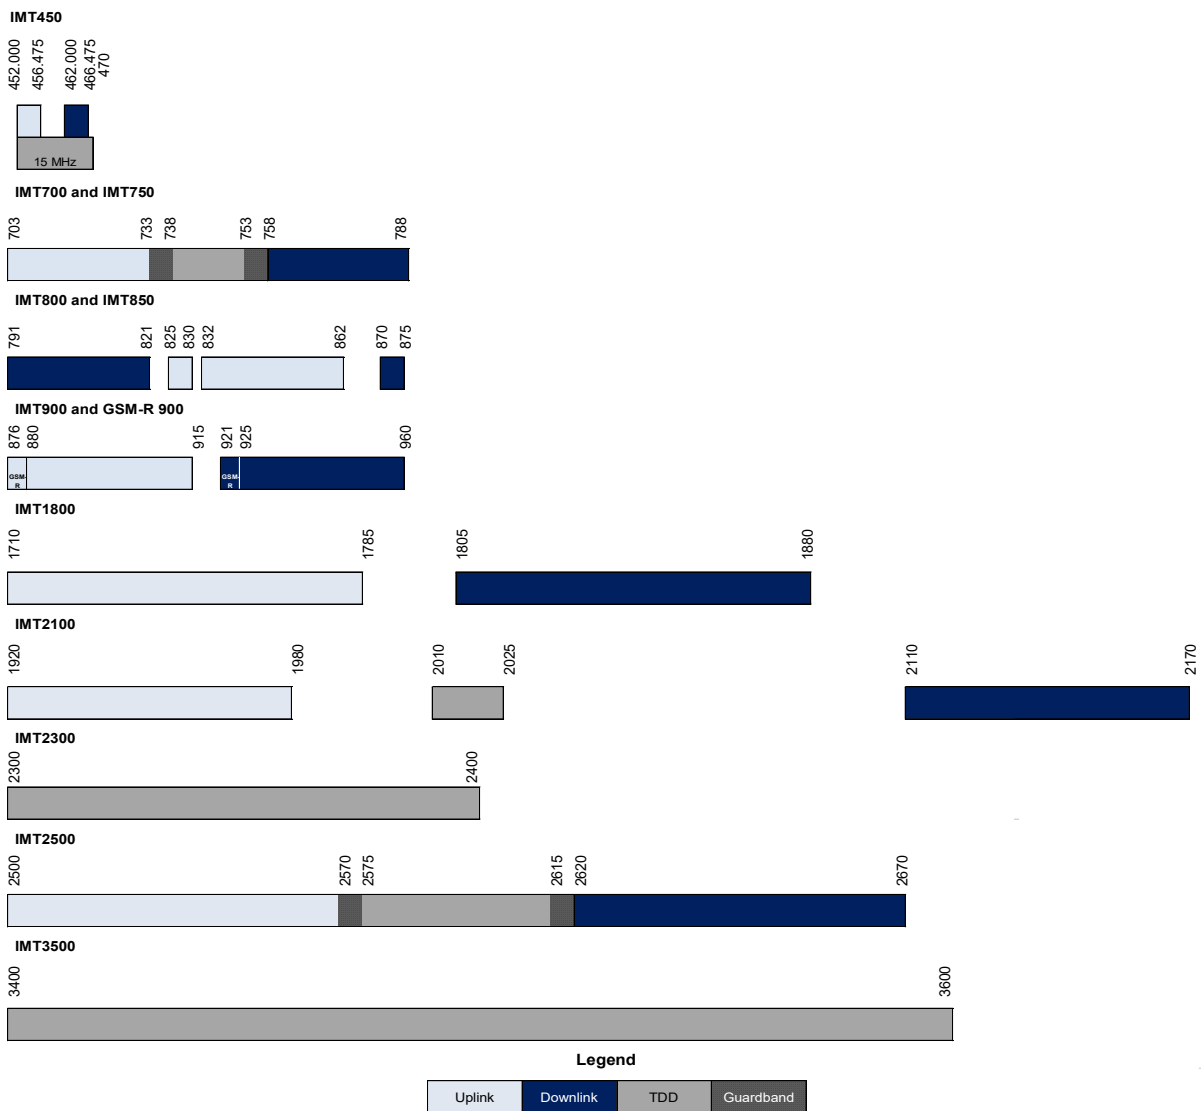 IMT450
452.000 456.475 462.000 466.475 470
15 MHz
IMT700 and IMT750
703 733 738 753 758 788
IMT800 and IMT850
791 821 825 830 832 862 870 875
IMT900 and GSM-R 900
876 880 915 921 925 960
GSM-
R
GSM-
R
IMT1800
1710 1785 1805 1880
IMT2100
1920 1980 2010 2025 2110 2170
IMT2300
2300 2400
IMT2500
2500 2570 2575 2615 2620 2670
IMT3500
3400 3600
Legend
Uplink Downlink TDD Guardband